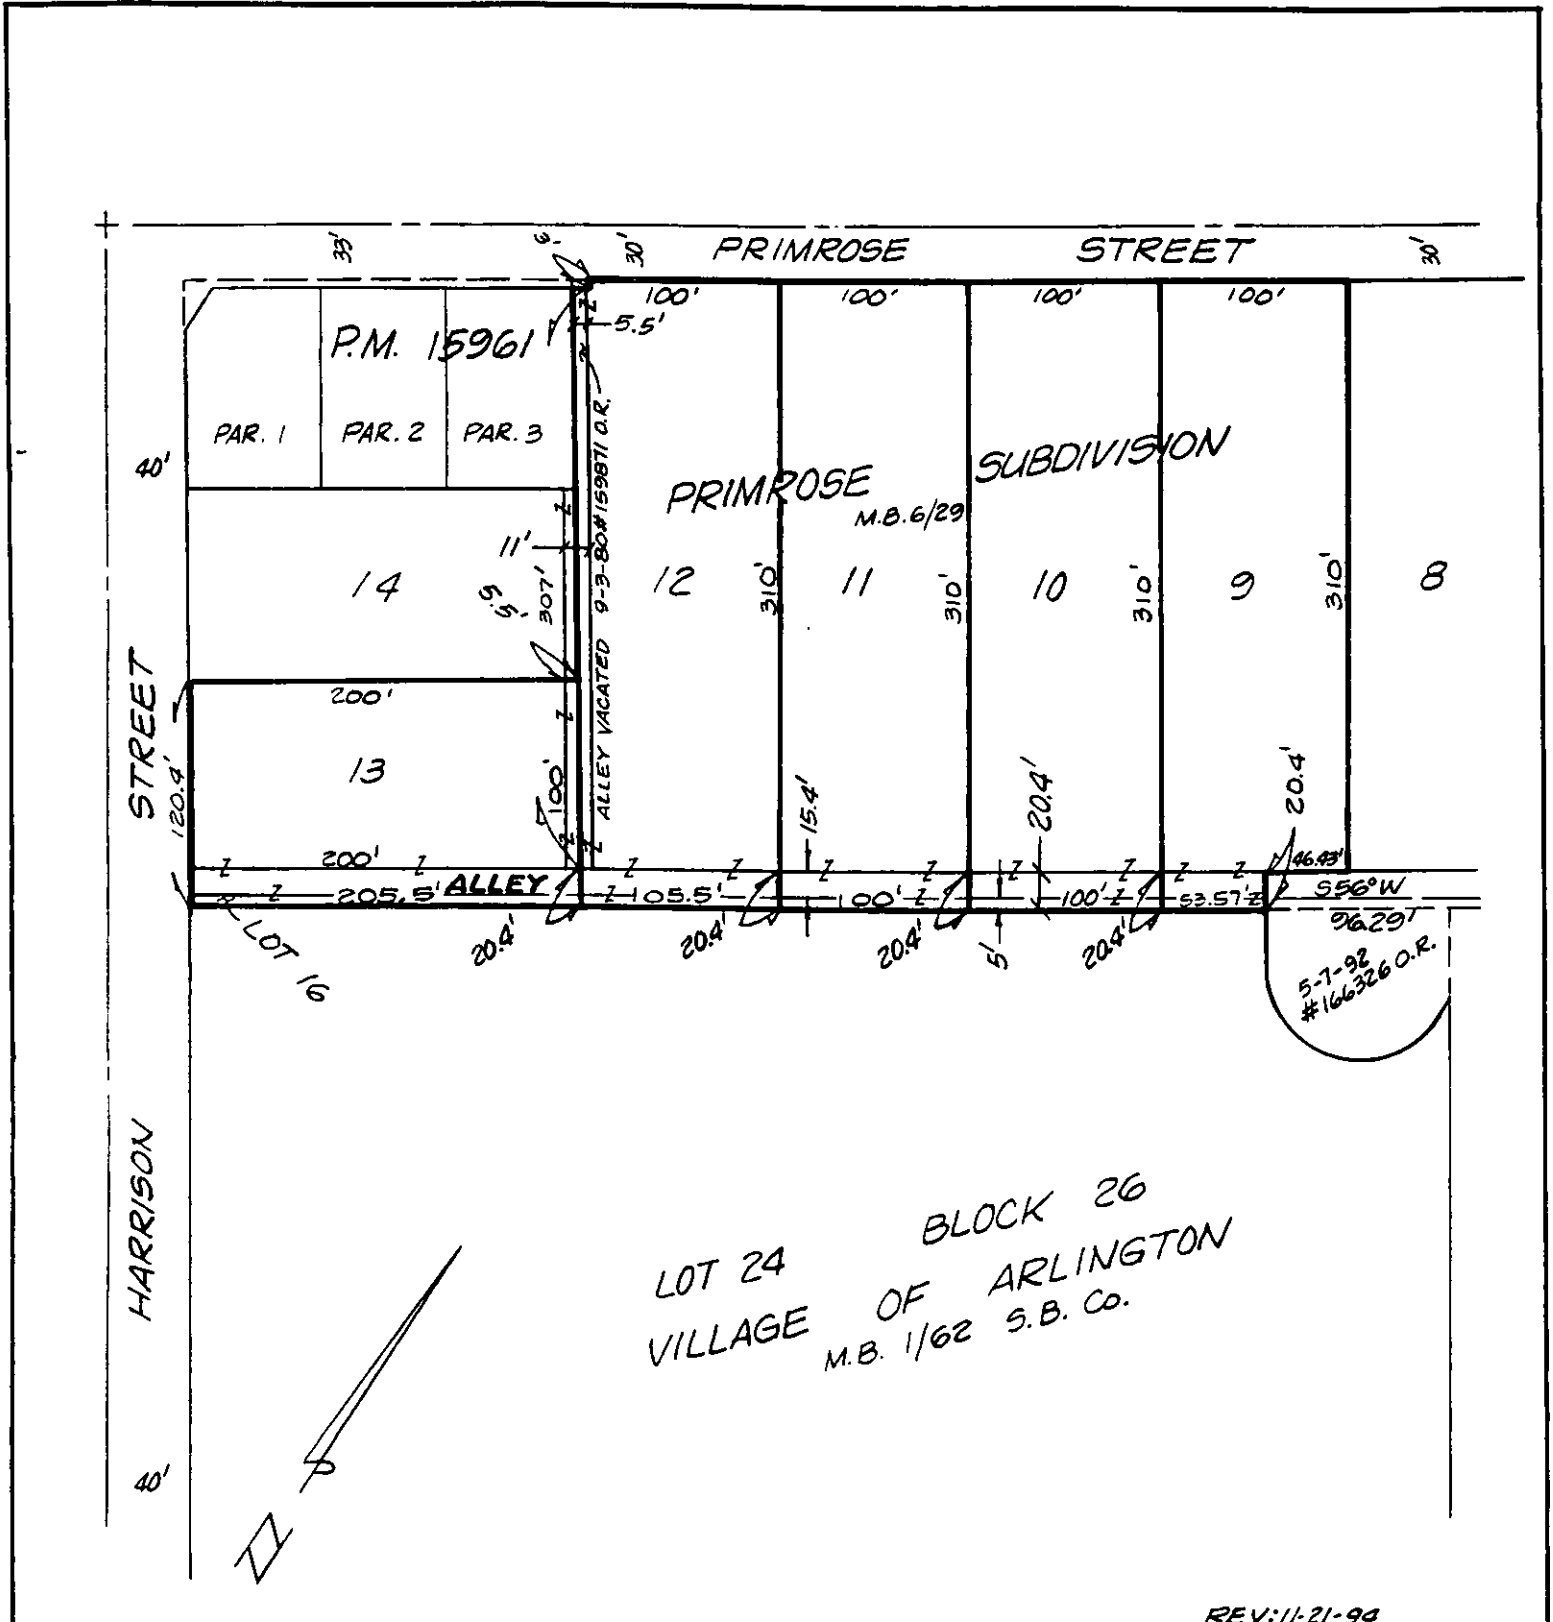 33'
3'
30'
PRIMROSE STREET
30'
100' 100' 100' 100'
5.5'
P.M. 15961
PAR. 1 PAR. 2 PAR. 3
40'
ALLEY VACATED 9-3-80 #159871 O.R.
PRIMROSE SUBDIVISION
M.B. 6/29
11'
5.5'
307'
14
12
310'
11
310'
10
310'
9
310'
8
STREET
200'
13
120.4'
100'
15.4'
20.4'
20.4'
200'
46.43'
205.5' ALLEY
105.5' 100' 100' 53.57'
S56°W
96.29'
LOT 16
20.4' 20.4' 20.4' 5' 20.4'
5-7-92
#166326 O.R.
HARRISON
LOT 24 BLOCK 26
VILLAGE OF ARLINGTON
M.B. 1/62 S.B. Co.
40'
N
REV: 11-21-94